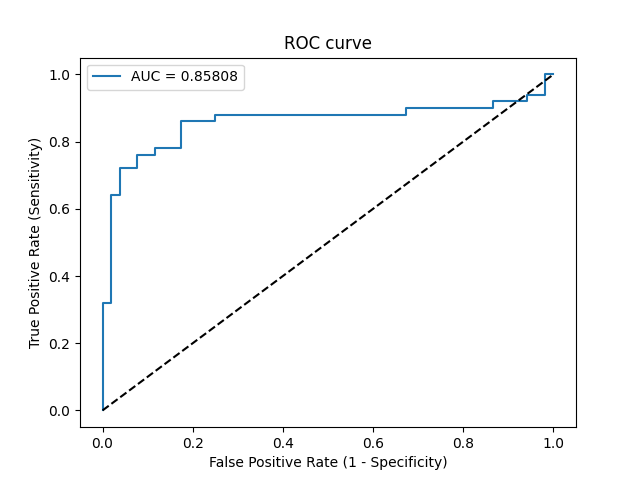 ROC curve
AUC = 0.85808
True Positive Rate (Sensitivity)
1.0
0.8
0.6
0.4
0.2
0.0
0.0 0.2 0.4 0.6 0.8 1.0
False Positive Rate (1 - Specificity)